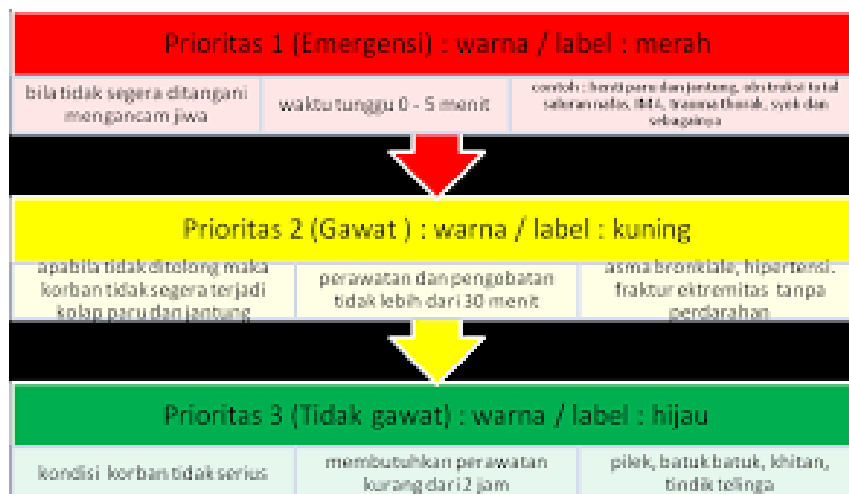 Prioritas 1 (Emergensi) : warna / label : merah
bila tidak segera ditangani
mengancam jiwa
waktu tunggu 0 - 5 menit
contoh : henti paru dan jantung, obstruksi total
saluran nafas, IMA, trauma thorak, syok dan
sebagainya
Prioritas 2 (Gawat ) : warna / label : kuning
apabila tidak ditolong maka
korban tidak segera terjadi
kolap paru dan jantung
perawatan dan pengobatan
tidak lebih dari 30 menit
asma bronkiale, hipertensi.
fraktur ektremitas tanpa
perdarahan
Prioritas 3 (Tidak gawat) : warna / label : hijau
kondisi korban tidak serius
membutuhkan perawatan
kurang dari 2 jam
pilek, batuk batuk, khitan,
tindik telinga